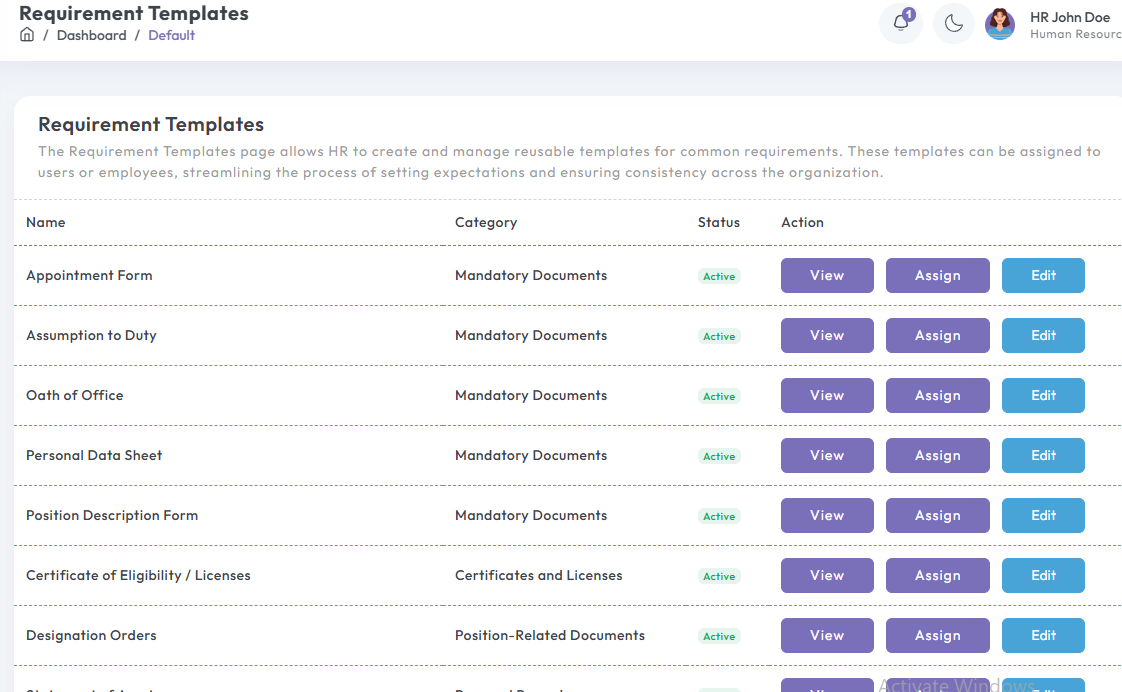 Requirement Templates
/ Dashboard / Default
1
HR John Doe
Human Resourc
Requirement Templates
The Requirement Templates page allows HR to create and manage reusable templates for common requirements. These templates can be assigned to
users or employees, streamlining the process of setting expectations and ensuring consistency across the organization.
Name Category Status Action
Appointment Form Mandatory Documents Active View Assign Edit
Assumption to Duty Mandatory Documents Active View Assign Edit
Oath of Office Mandatory Documents Active View Assign Edit
Personal Data Sheet Mandatory Documents Active View Assign Edit
Position Description Form Mandatory Documents Active View Assign Edit
Certificate of Eligibility / Licenses Certificates and Licenses Active View Assign Edit
Designation Orders Position-Related Documents Active View Assign Edit
Activate Windows